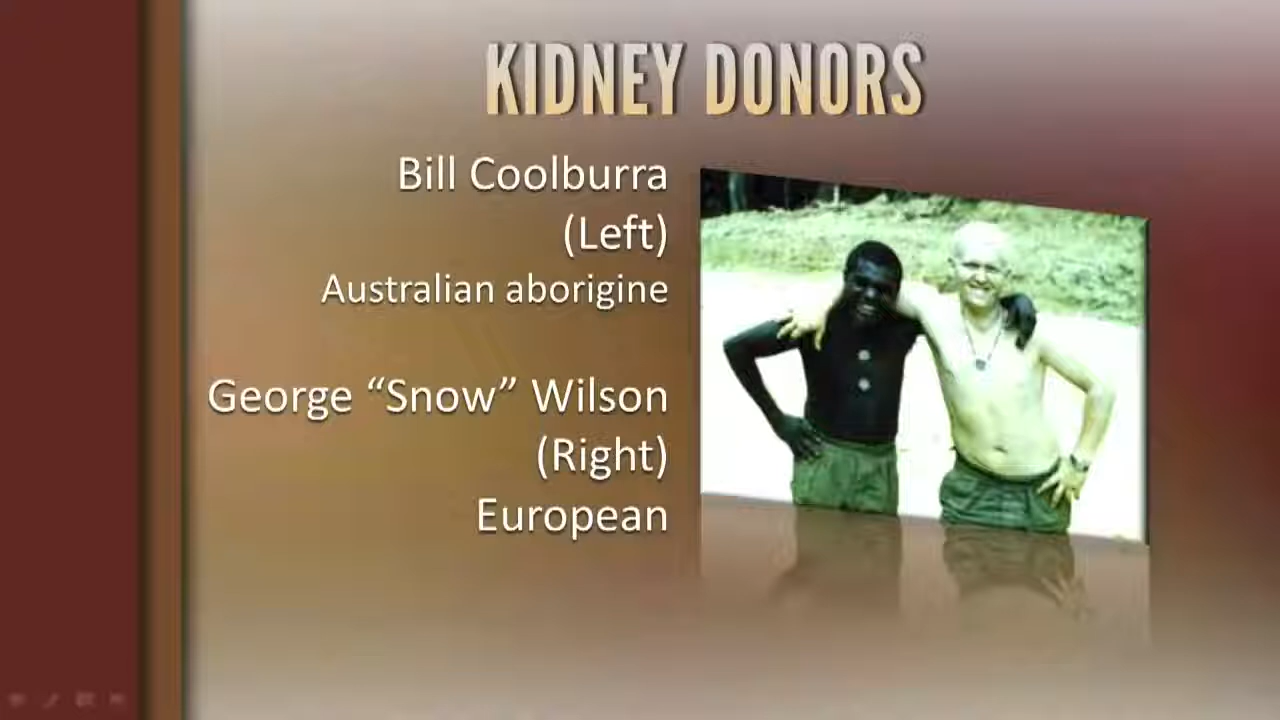 KIDNEY DONORS
Bill Coolburra
(Left)
Australian aborigine
George “Snow” Wilson
(Right)
European